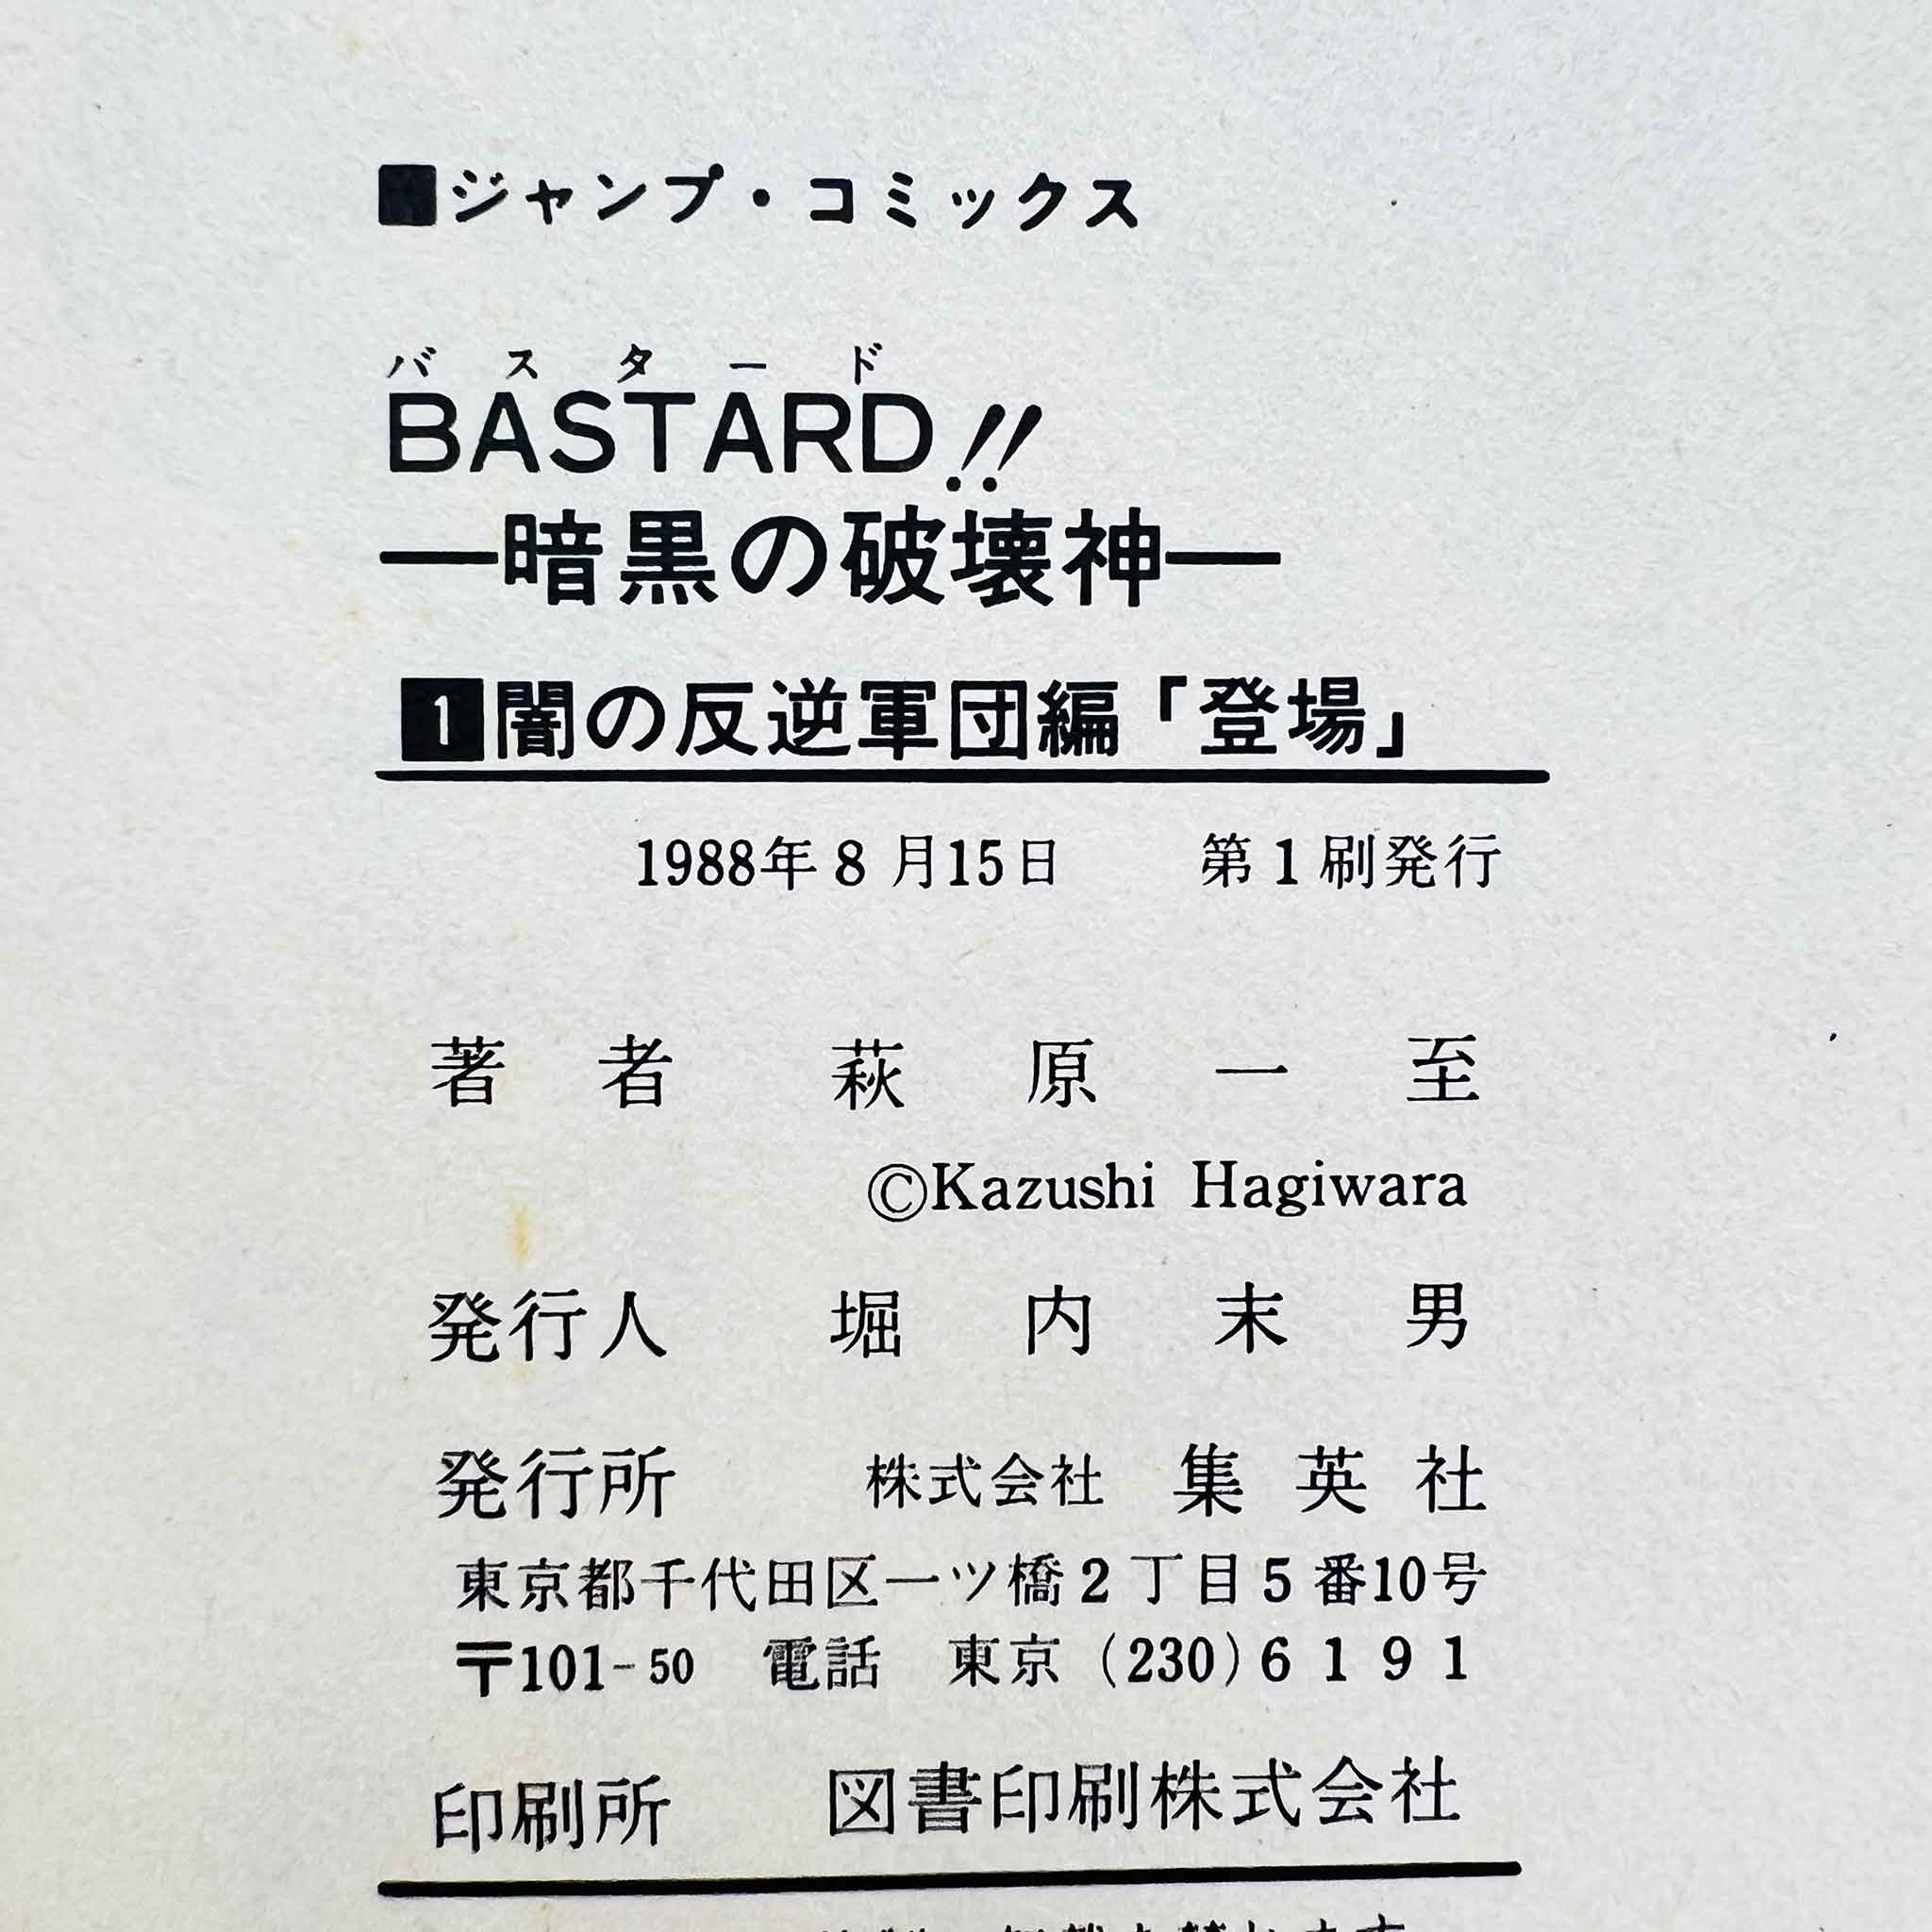 ■ジャンプ・コミックス
バスタード
BASTARD!!
―暗黒の破壊神―
1闇の反逆軍団編「登場」
1988年8月15日 第1刷発行
著者 萩原一至
©Kazushi Hagiwara
発行人 堀内末男
発行所 株式会社 集英社
東京都千代田区一ツ橋2丁目5番10号
〒101-50 電話 東京(230)6191
印刷所 図書印刷株式会社